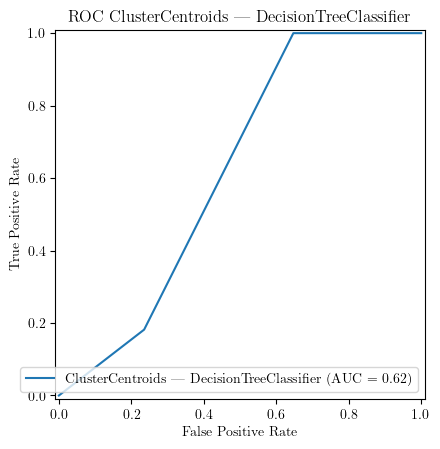 ROC ClusterCentroids — DecisionTreeClassifier
1.0
0.8
0.6
0.4
0.2
0.0
True Positive Rate
ClusterCentroids — DecisionTreeClassifier (AUC = 0.62)
0.0 0.2 0.4 0.6 0.8 1.0
False Positive Rate